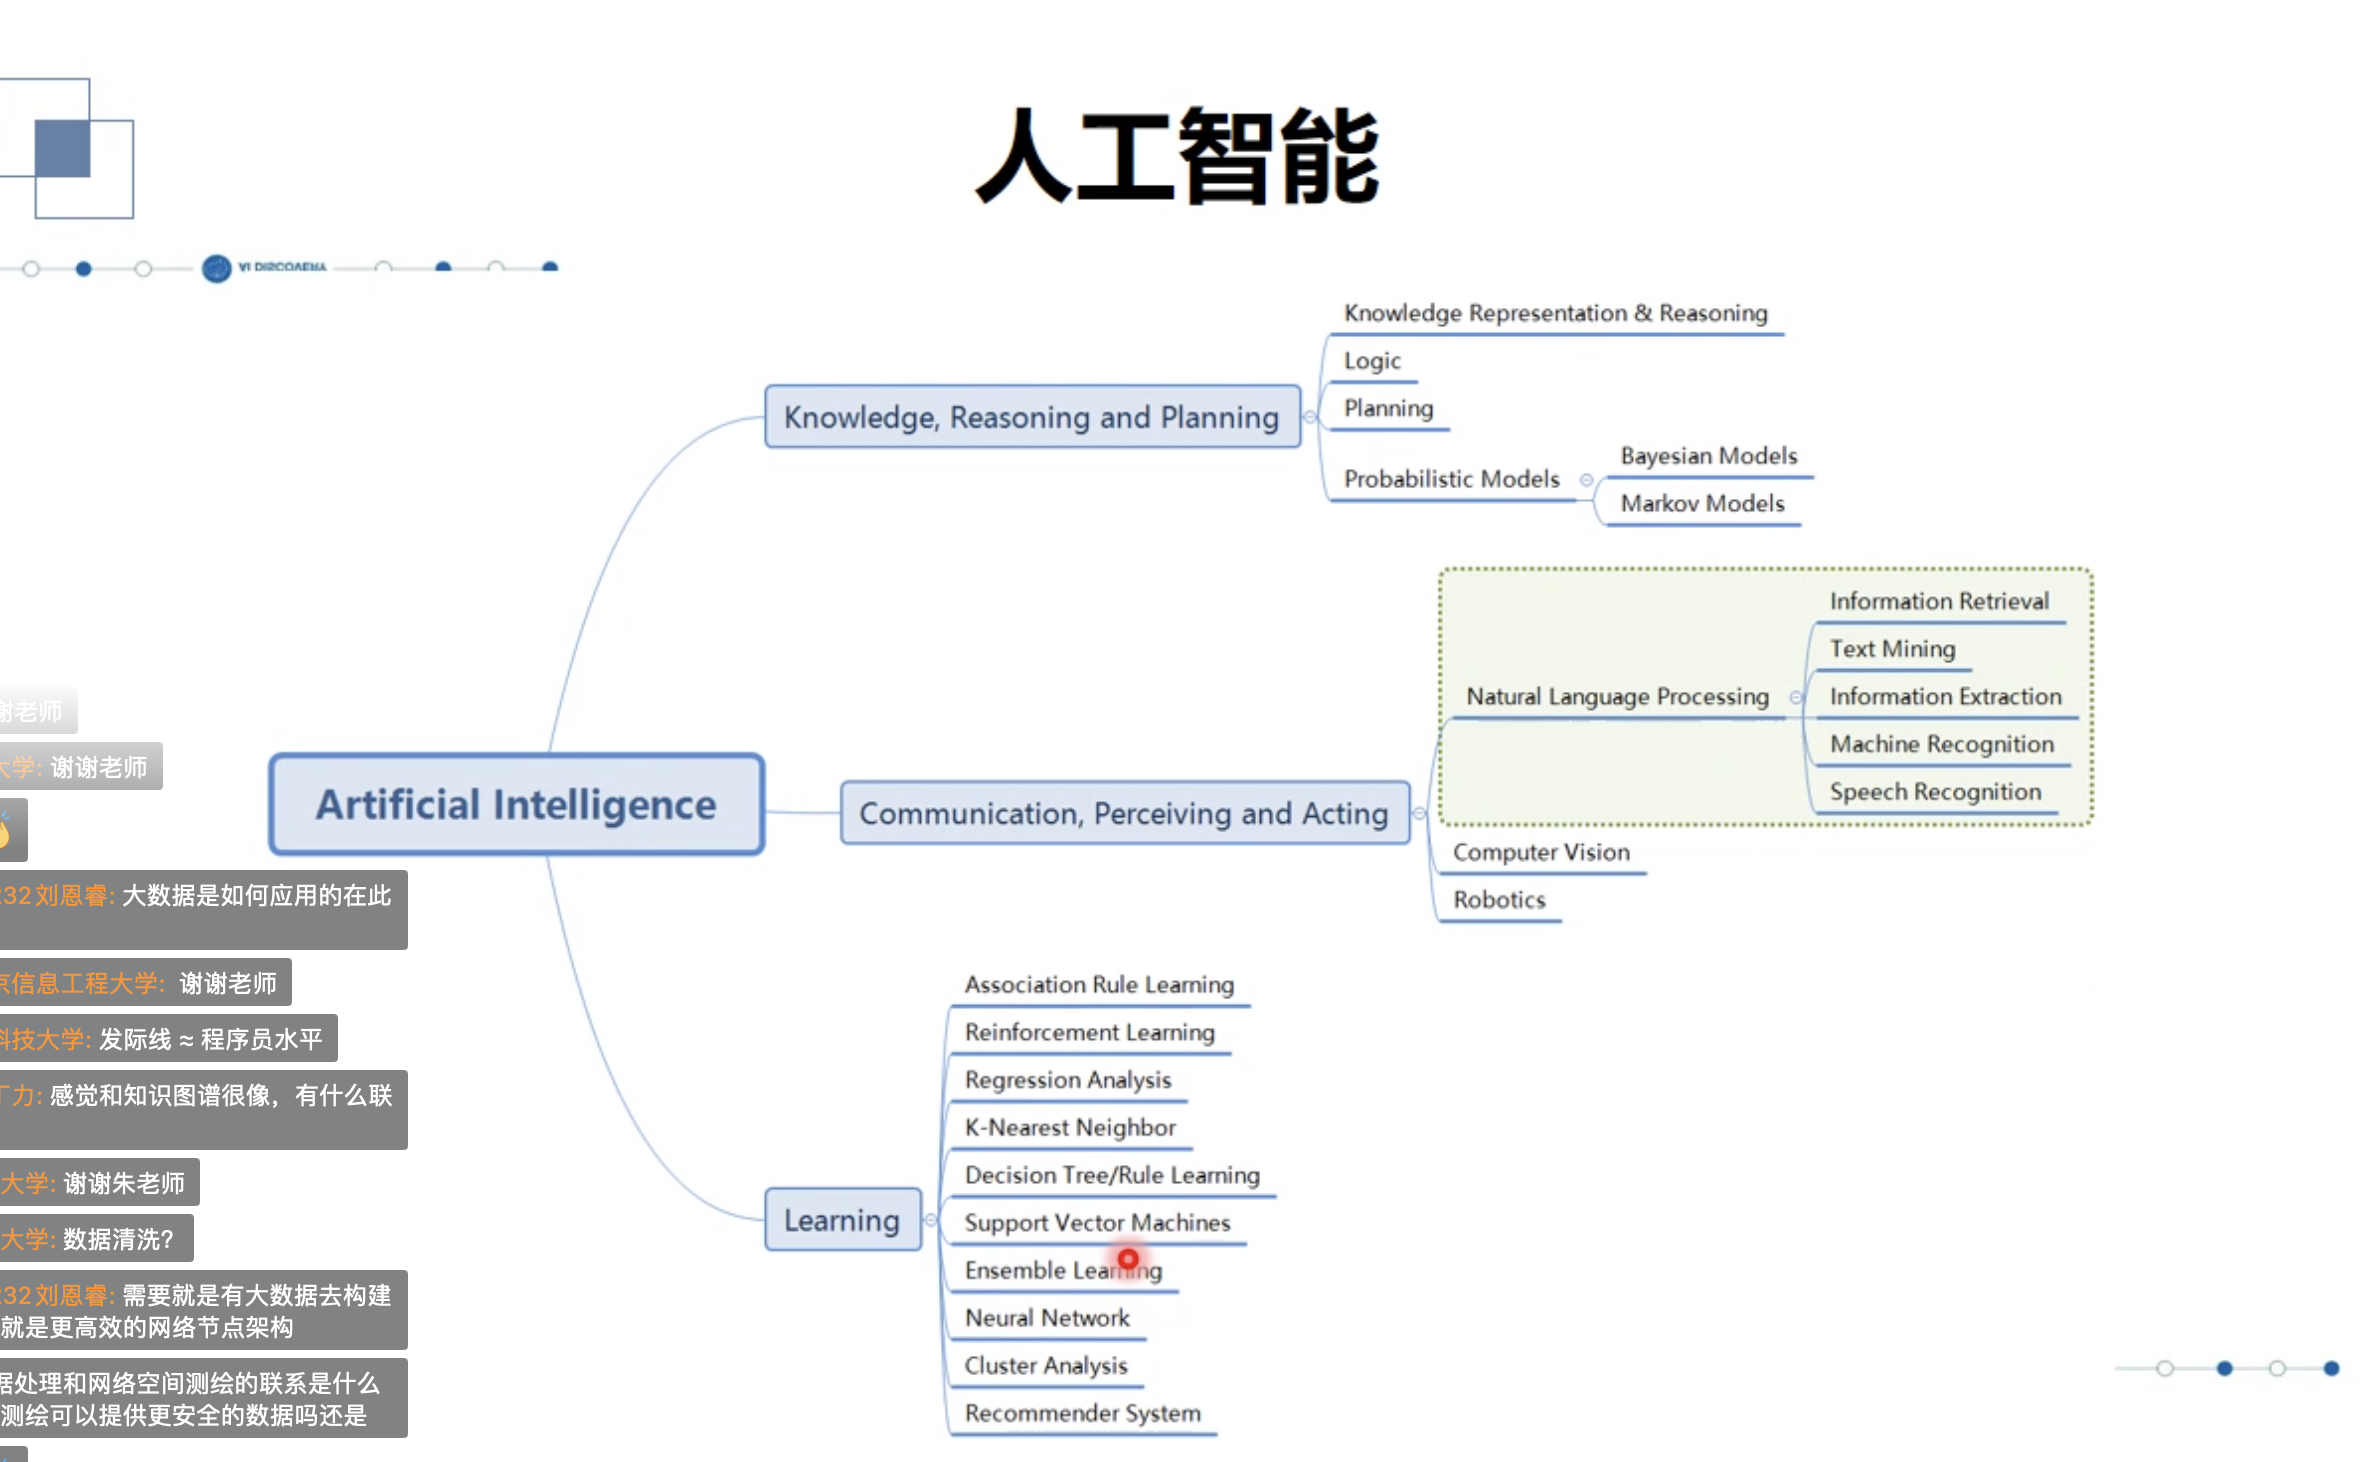 人工智能
Knowledge Representation & Reasoning
Logic
Knowledge, Reasoning and Planning
Planning
Bayesian Models
Probabilistic Models
Markov Models
Information Retrieval
Text Mining
Natural Language Processing
Information Extraction
Machine Recognition
Speech Recognition
Artificial Intelligence
Communication, Perceiving and Acting
Computer Vision
Robotics
Association Rule Learning
Reinforcement Learning
Regression Analysis
K-Nearest Neighbor
Decision Tree/Rule Learning
Learning
Support Vector Machines
Ensemble Learning
Neural Network
Cluster Analysis
Recommender System
谢老师
大学: 谢谢老师
32刘恩睿: 大数据是如何应用的在此
京信息工程大学: 谢谢老师
科技大学: 发际线 ≈ 程序员水平
丁力: 感觉和知识图谱很像，有什么联
大学: 谢谢朱老师
大学: 数据清洗?
32刘恩睿: 需要就是有大数据去构建
就是更高效的网络节点架构
据处理和网络空间测绘的联系是什么
测绘可以提供更安全的数据吗还是